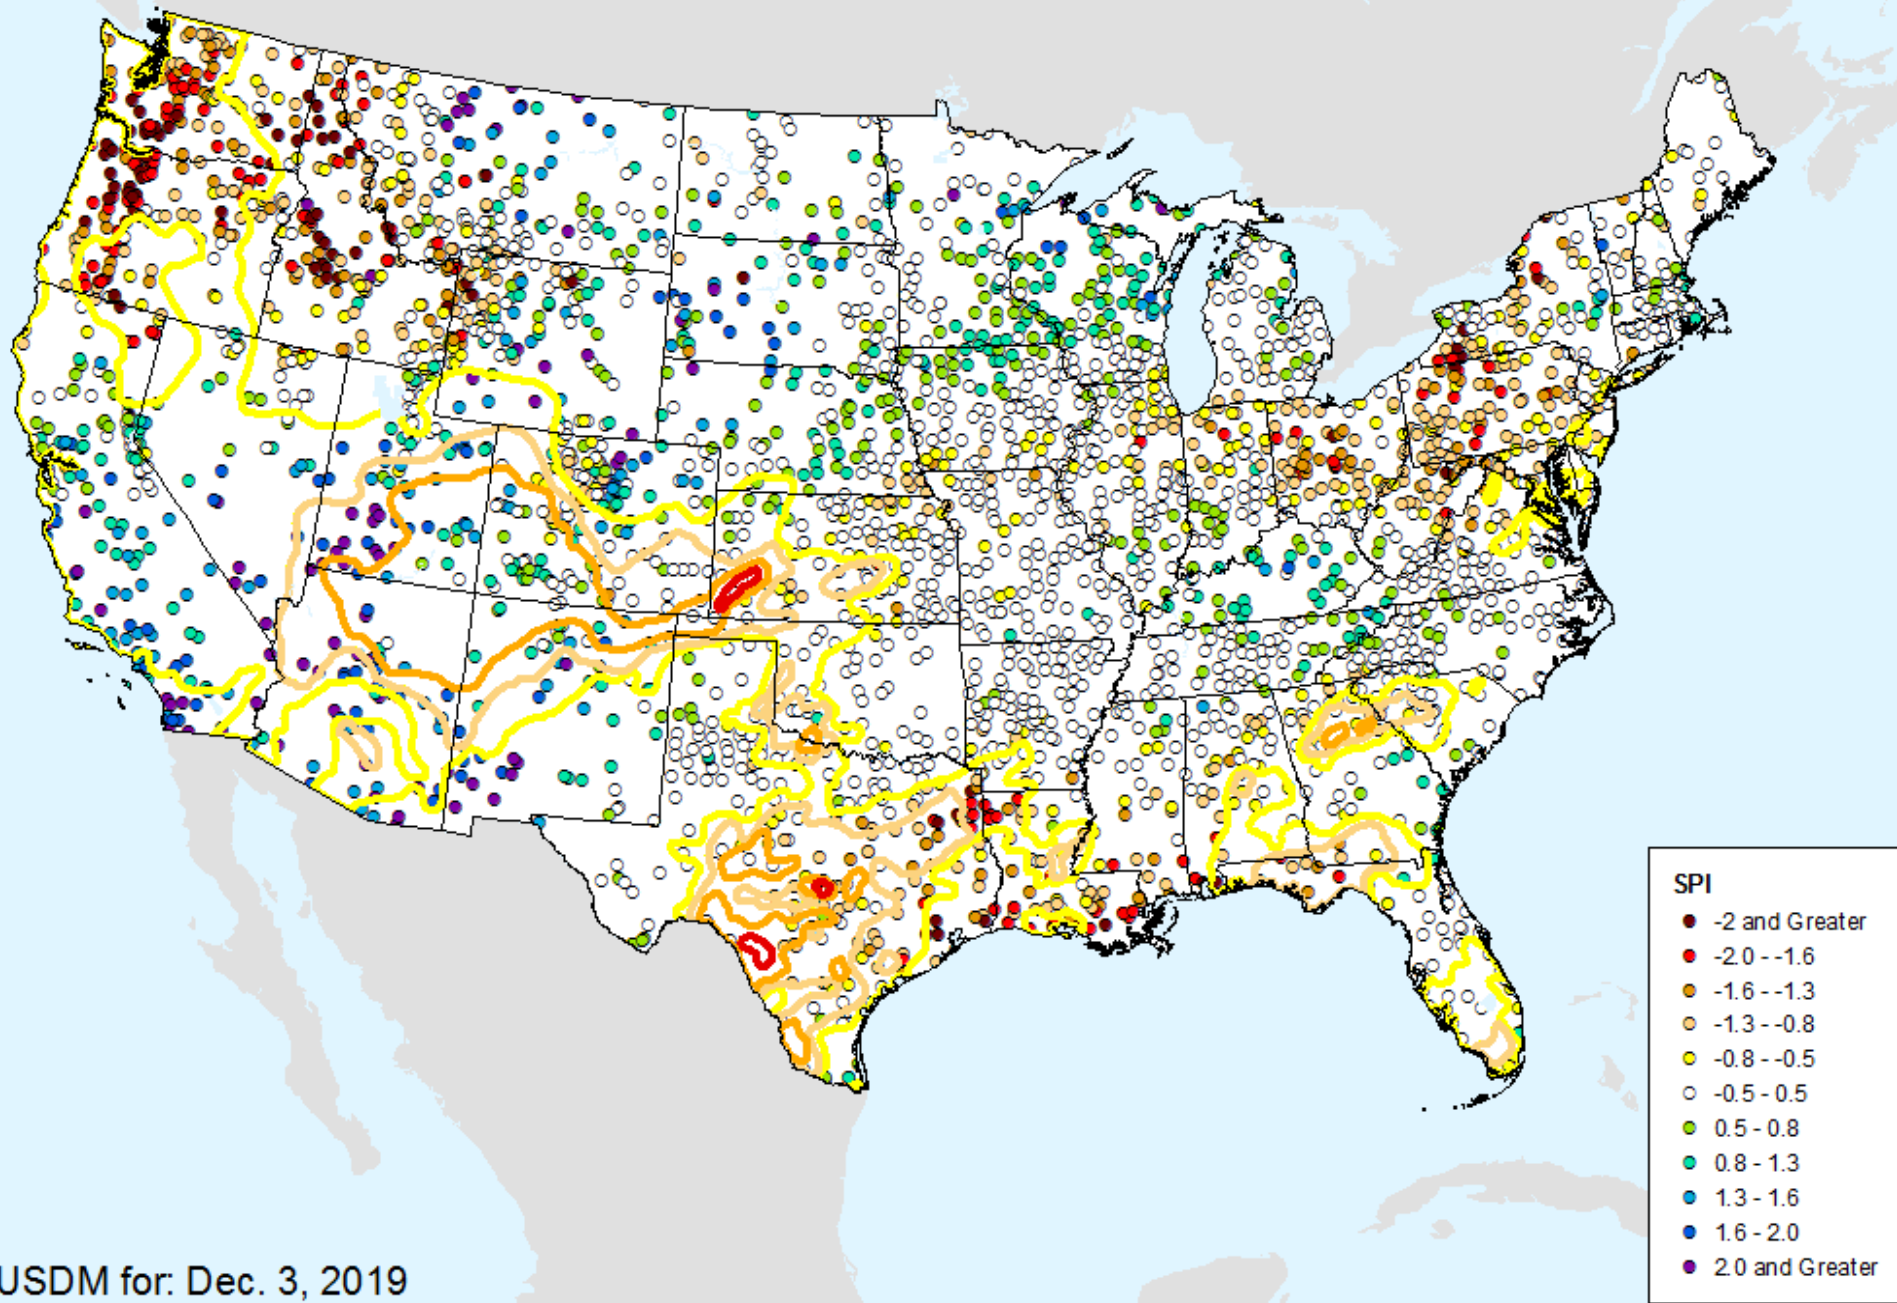 SPI
-2 and Greater
-2.0 - -1.6
-1.6 - -1.3
-1.3 - -0.8
-0.8 - -0.5
-0.5 - 0.5
0.5 - 0.8
0.8 - 1.3
1.3 - 1.6
1.6 - 2.0
2.0 and Greater
USDM for: Dec. 3, 2019